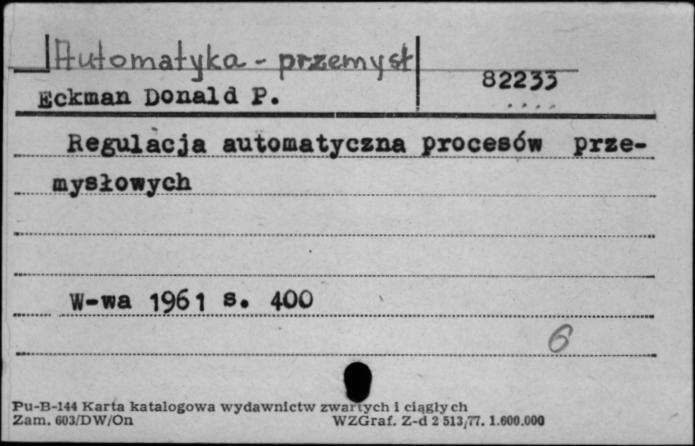 Automatyka - przemysł
82233
Eckman Donald P.
Regulacja automatyczna procesów prze-
mysłowych
W-wa 1961 s. 400
6
Pu-B-144 Karta katalogowa wydawnictw zwartych i ciągłych
Zam. 603/DW/On WZGraf. Z-d 2 513/77. 1.600.000